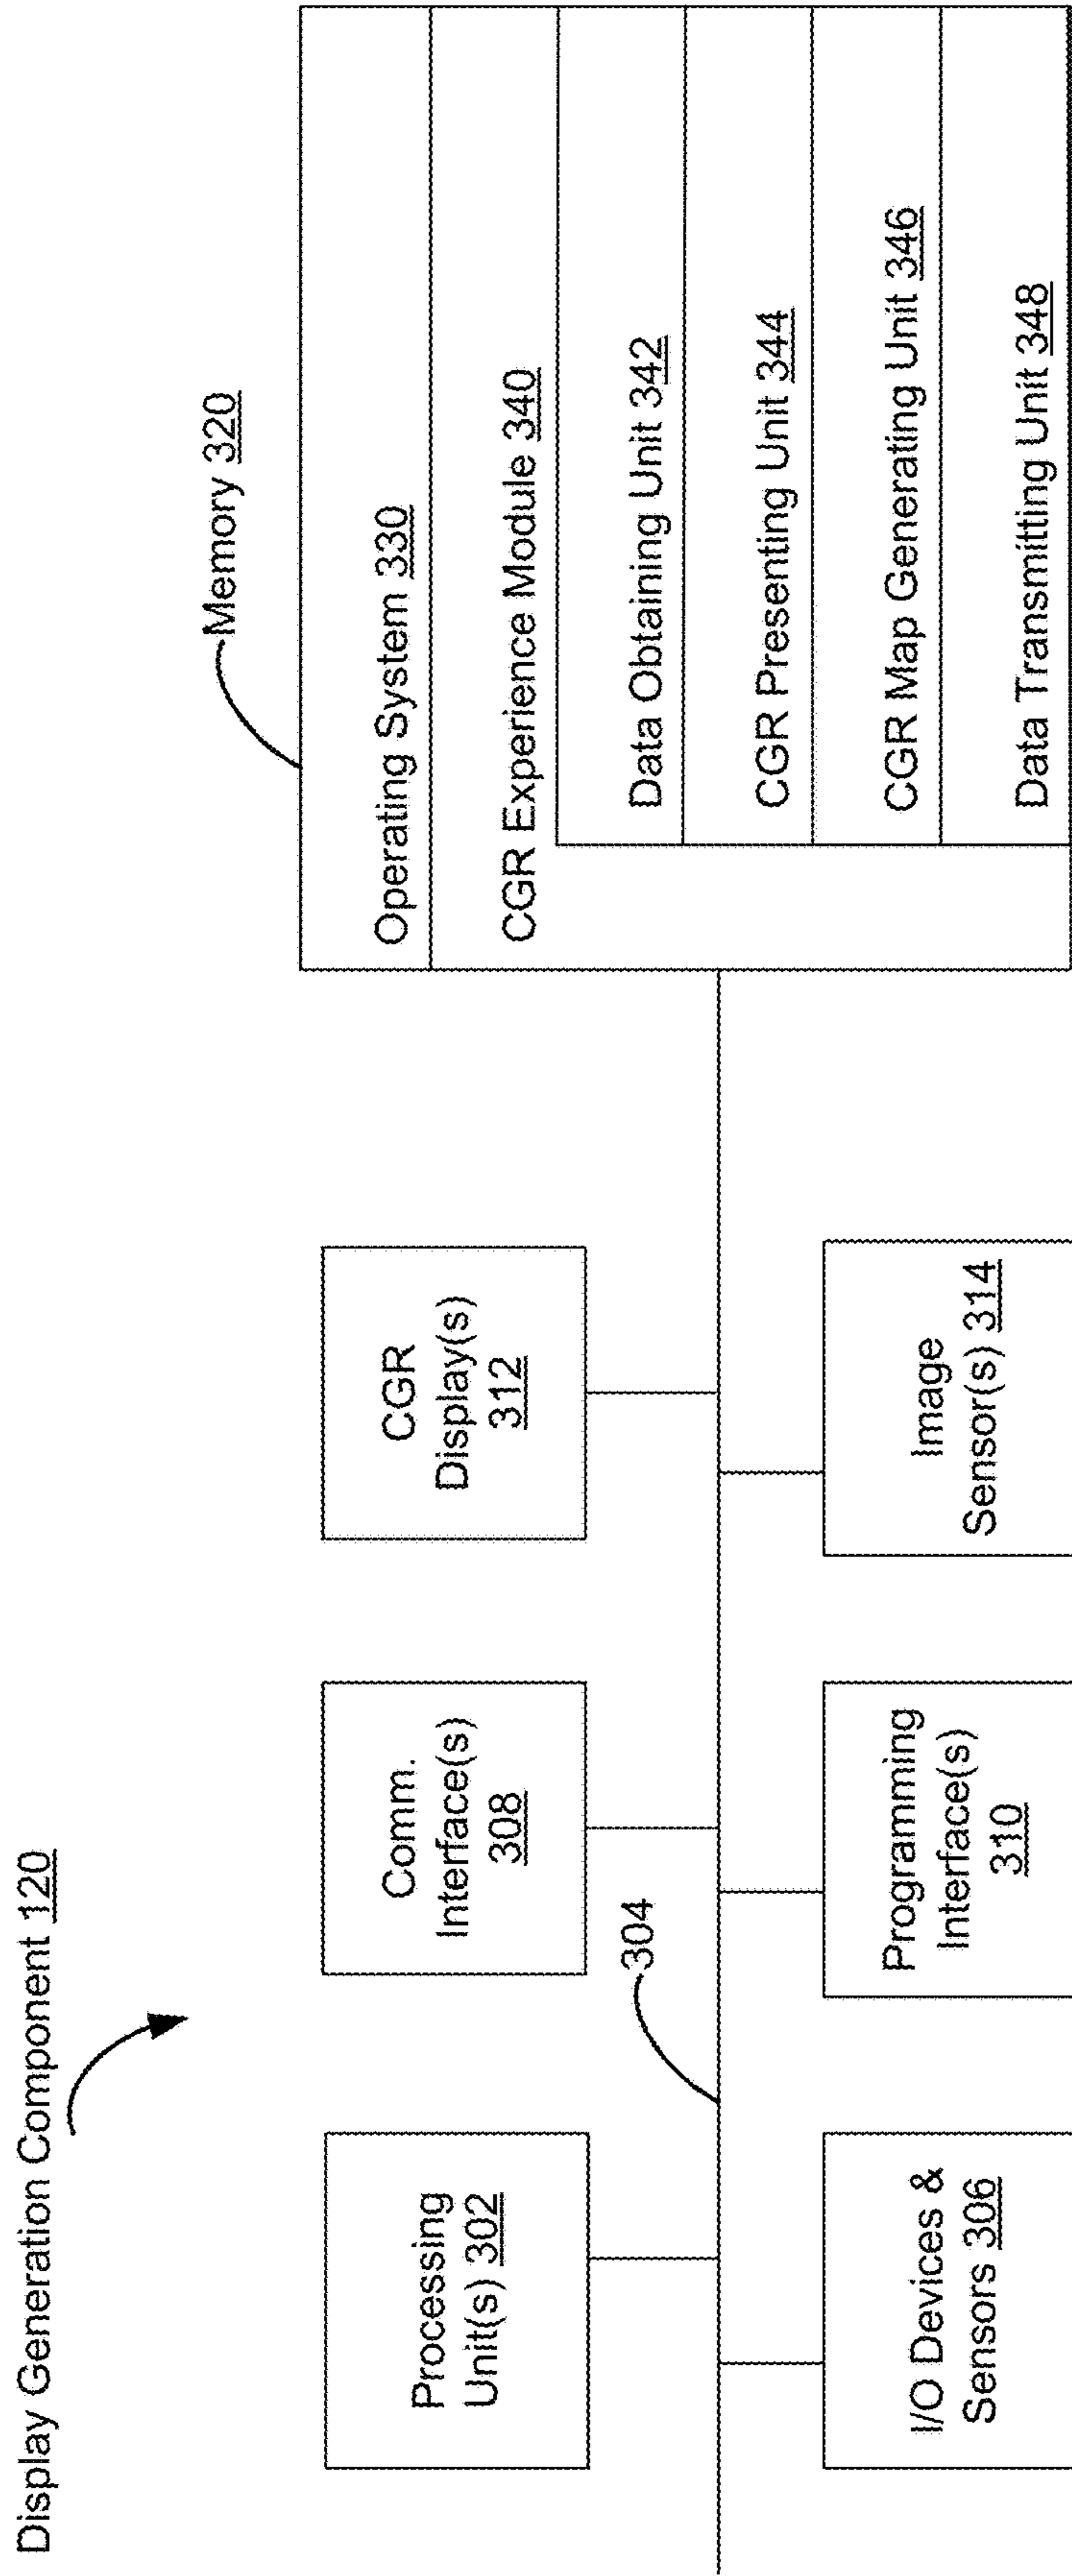 Display Generation Component 120
Memory 320
Operating System 330
CGR Experience Module 340
Data Obtaining Unit 342
CGR Presenting Unit 344
CGR Map Generating Unit 346
Data Transmitting Unit 348
Processing
Unit(s) 302
Comm.
Interface(s)
308
CGR
Display(s)
312
304
I/O Devices &
Sensors 306
Programming
Interface(s)
310
Image
Sensor(s) 314